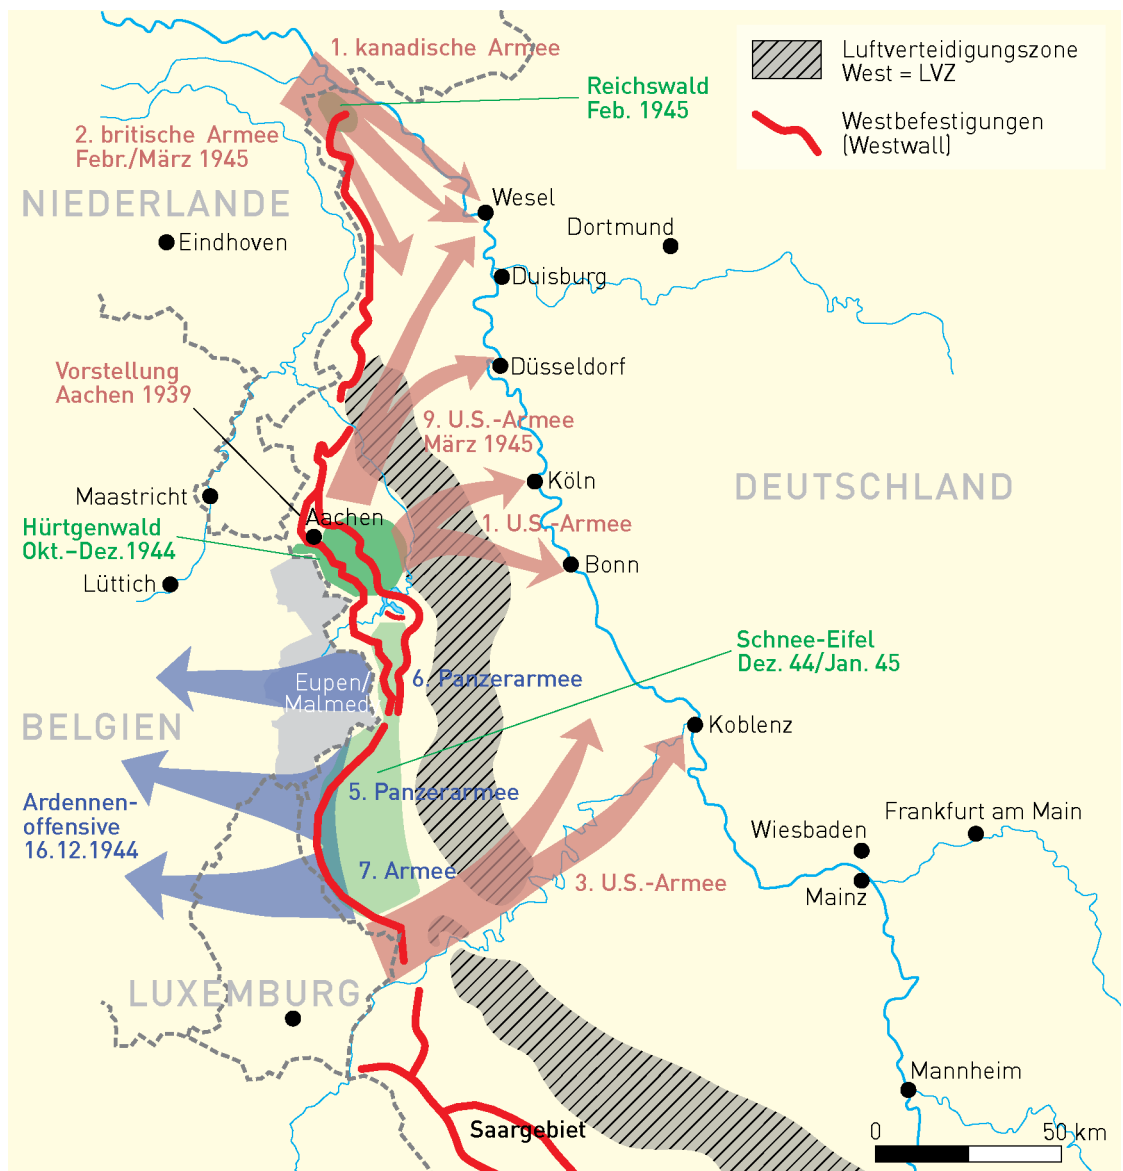 1. kanadische Armee
Luftverteidigungszone
West = LVZ
Westbefestigungen
(Westwall)
Reichswald
Feb. 1945
2. britische Armee
Febr./März 1945
NIEDERLANDE
Wesel
Eindhoven
Dortmund
Duisburg
Vorstellung
Aachen 1939
Düsseldorf
9. U.S.-Armee
März 1945
Köln
DEUTSCHLAND
Maastricht
Aachen
1. U.S.-Armee
Hürtgenwald
Okt.–Dez.1944
Lüttich
Bonn
Schnee-Eifel
Dez. 44/Jan. 45
Eupen/
Malmed
6. Panzerarmee
BELGIEN
Koblenz
Ardennen-
offensive
16.12.1944
5. Panzerarmee
Frankfurt am Main
Wiesbaden
7. Armee
3. U.S.-Armee
Mainz
LUXEMBURG
Mannheim
Saargebiet
0 50 km